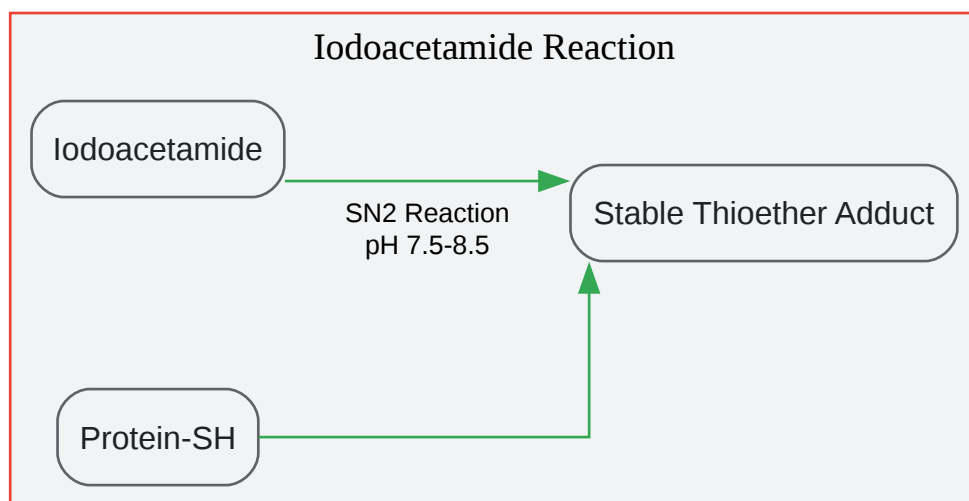 Iodoacetamide Reaction
Iodoacetamide
SN2 Reaction
pH 7.5-8.5
Stable Thioether Adduct
Protein-SH